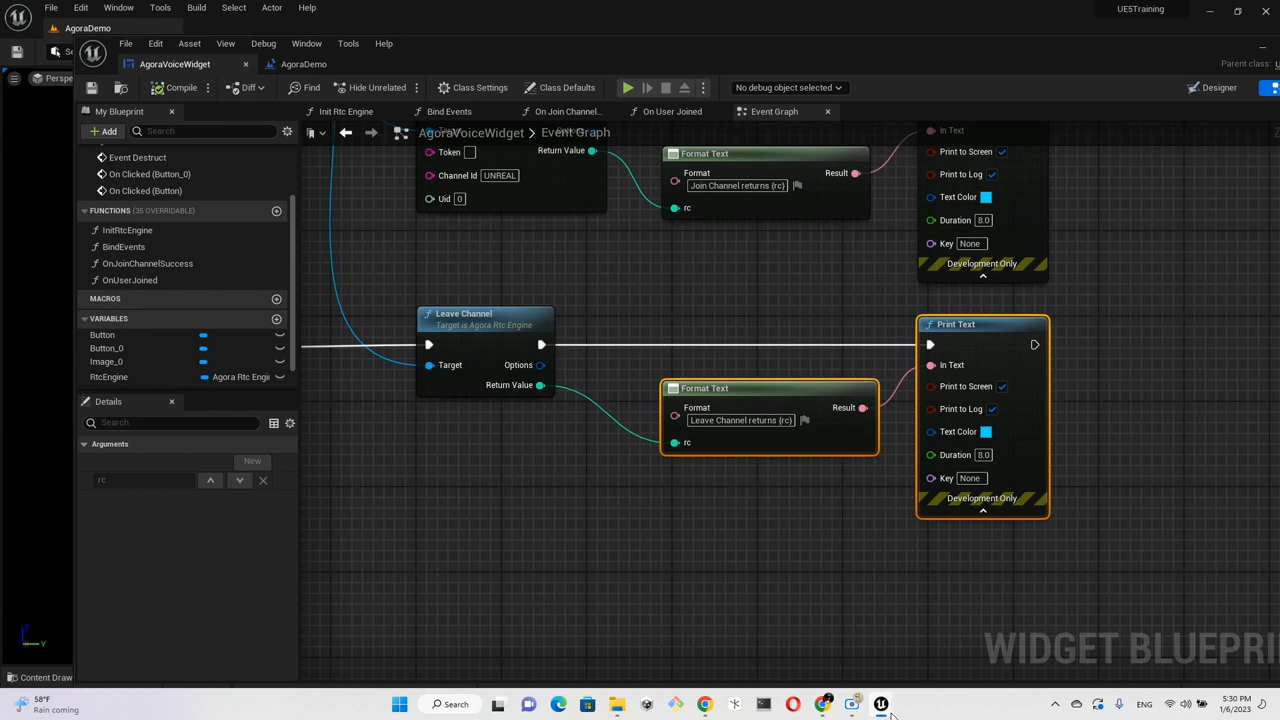 File Edit Window Tools Build Select Actor Help
UE5Training
AgoraDemo
File Edit Asset View Debug Window Tools Help
AgoraVoiceWidget
AgoraDemo
Parent class:
Compile
Diff
Find
Hide Unrelated
Class Settings
Class Defaults
No debug object selected
Designer
Perspe
My Blueprint
Init Rtc Engine
Bind Events
On Join Channel...
On User Joined
Event Graph
Add
Search
AgoraVoiceWidget > Event Graph
Event Destruct
On Clicked (Button_0)
On Clicked (Button)
FUNCTIONS (35 OVERRIDABLE)
InitRtcEngine
BindEvents
OnJoinChannelSuccess
OnUserJoined
MACROS
VARIABLES
Button
Button_0
Image_0
RtcEngine
Agora Rtc Engi
Details
Search
Arguments
New
rc
Token
Return Value
Channel Id UNREAL
Uid 0
Format Text
Format
Result
Join Channel returns {rc}
rc
In Text
Print to Screen
Print to Log
Text Color
Duration 8.0
Key None
Development Only
Leave Channel
Target is Agora Rtc Engine
Target
Options
Return Value
Format Text
Format
Result
Leave Channel returns {rc}
rc
Print Text
In Text
Print to Screen
Print to Log
Text Color
Duration 8.0
Key None
Development Only
WIDGET BLUEPRI
Content Draw
58°F
Rain coming
Search
ENG
5:30 PM
1/6/2023